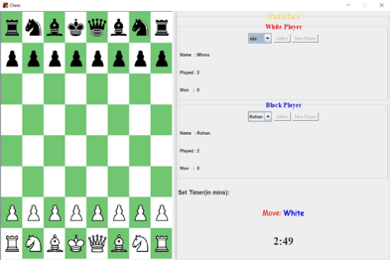 Chess
Statistics
White Player
Select
New Player
Name : Minnu
Played : 2
Won : 0
Black Player
Rohan
Select
New Player
Name : Rohan
Played : 2
Won : 0
Set Timer(in mins):
Move: White
2:49